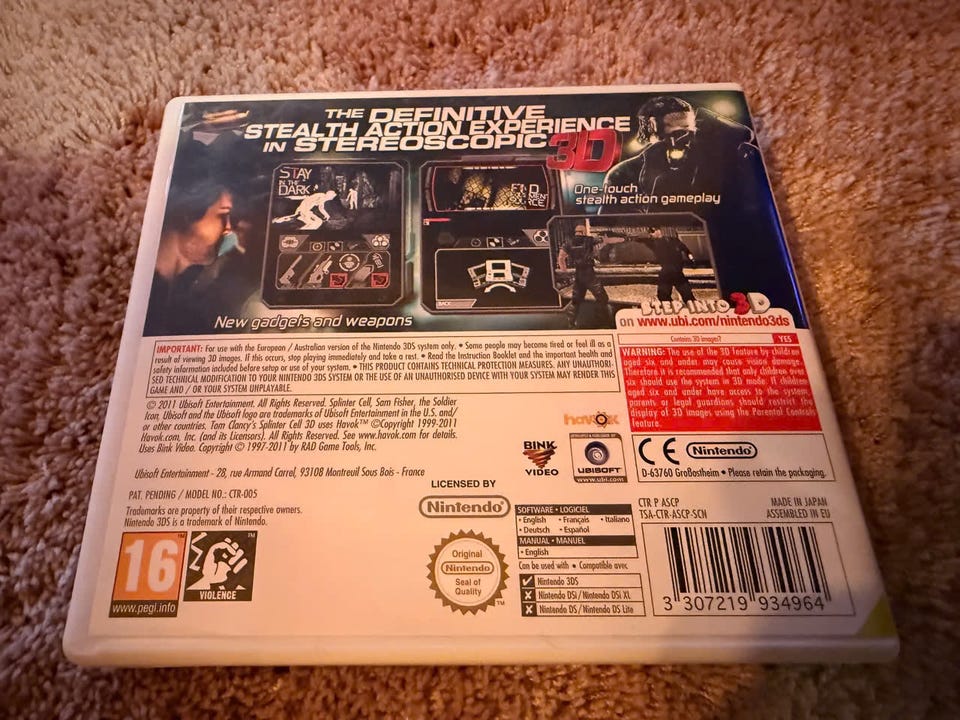 THE DEFINITIVE
STEALTH ACTION EXPERIENCE
IN STEREOSCOPIC 3D
STAY
IN THE
DARK
One-touch
stealth action gameplay
BACK
New gadgets and weapons
STEP INTO 3D
on www.ubi.com/nintendo3ds
IMPORTANT: For use with the European / Australian version of the Nintendo 3DS system only. • Some people may become tired or feel ill as a
result of viewing 3D images. If this occurs, stop playing immediately and take a rest. • Read the Instruction Booklet and the important health and
safety information included before setup or use of your system. • THIS PRODUCT CONTAINS TECHNICAL PROTECTION MEASURES. ANY UNAUTHORI-
SED TECHNICAL MODIFICATION TO YOUR NINTENDO 3DS SYSTEM OR THE USE OF AN UNAUTHORISED DEVICE WITH YOUR SYSTEM MAY RENDER THIS
GAME AND / OR YOUR SYSTEM UNPLAYABLE.
Contains 3D images? YES
WARNING: The use of the 3D feature by children
aged six and under may cause vision damage.
Therefore it is recommended that only children over
six should use the system in 3D mode. If children
aged six and under have access to the system,
parents or legal guardians should restrict the
display of 3D images using the Parental Controls
feature.
© 2011 Ubisoft Entertainment. All Rights Reserved. Splinter Cell, Sam Fisher, the Soldier
Icon, Ubisoft and the Ubisoft logo are trademarks of Ubisoft Entertainment in the U.S. and/
or other countries. Tom Clancy's Splinter Cell 3D uses Havok™ ©Copyright 1999-2011
Havok.com, Inc. (and its Licensors). All Rights Reserved. See www.havok.com for details.
Uses Bink Video. Copyright © 1997-2011 by RAD Game Tools, Inc.
havok
BINK
VIDEO
UBISOFT
www.ubi.com
CE Nintendo
D-63760 Großostheim • Please retain the packaging.
Ubisoft Entertainment - 28, rue Armand Carrel, 93108 Montreuil Sous Bois - France
PAT. PENDING / MODEL NO.: CTR-005
Trademarks are property of their respective owners.
Nintendo 3DS is a trademark of Nintendo.
LICENSED BY
Nintendo
Original
Nintendo
Seal of
Quality
TM
SOFTWARE • LOGICIEL
• English • Français • Italiano
• Deutsch • Español
MANUAL • MANUEL
• English
Can be used with • Compatible avec
Nintendo 3DS
Nintendo DSi / Nintendo DSi XL
Nintendo DS / Nintendo DS Lite
CTR P ASCP MADE IN JAPAN
TSA-CTR-ASCP-SCN ASSEMBLED IN EU
3 307219 934964
16
www.pegi.info
VIOLENCE
TM